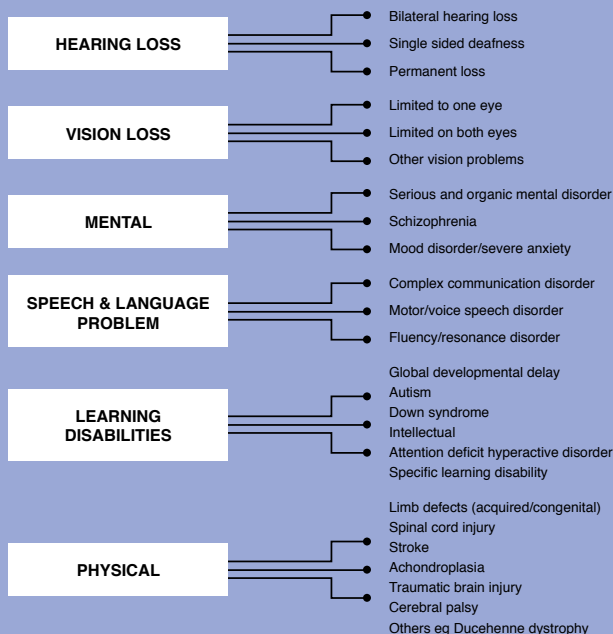 HEARING LOSS
Bilateral hearing loss
Single sided deafness
Permanent loss
VISION LOSS
Limited to one eye
Limited on both eyes
Other vision problems
MENTAL
Serious and organic mental disorder
Schizophrenia
Mood disorder/severe anxiety
SPEECH & LANGUAGE
PROBLEM
Complex communication disorder
Motor/voice speech disorder
Fluency/resonance disorder
LEARNING
DISABILITIES
Global developmental delay
Autism
Down syndrome
Intellectual
Attention deficit hyperactive disorder
Specific learning disability
PHYSICAL
Limb defects (acquired/congenital)
Spinal cord injury
Stroke
Achondroplasia
Traumatic brain injury
Cerebral palsy
Others eg Ducehenne dystrophy